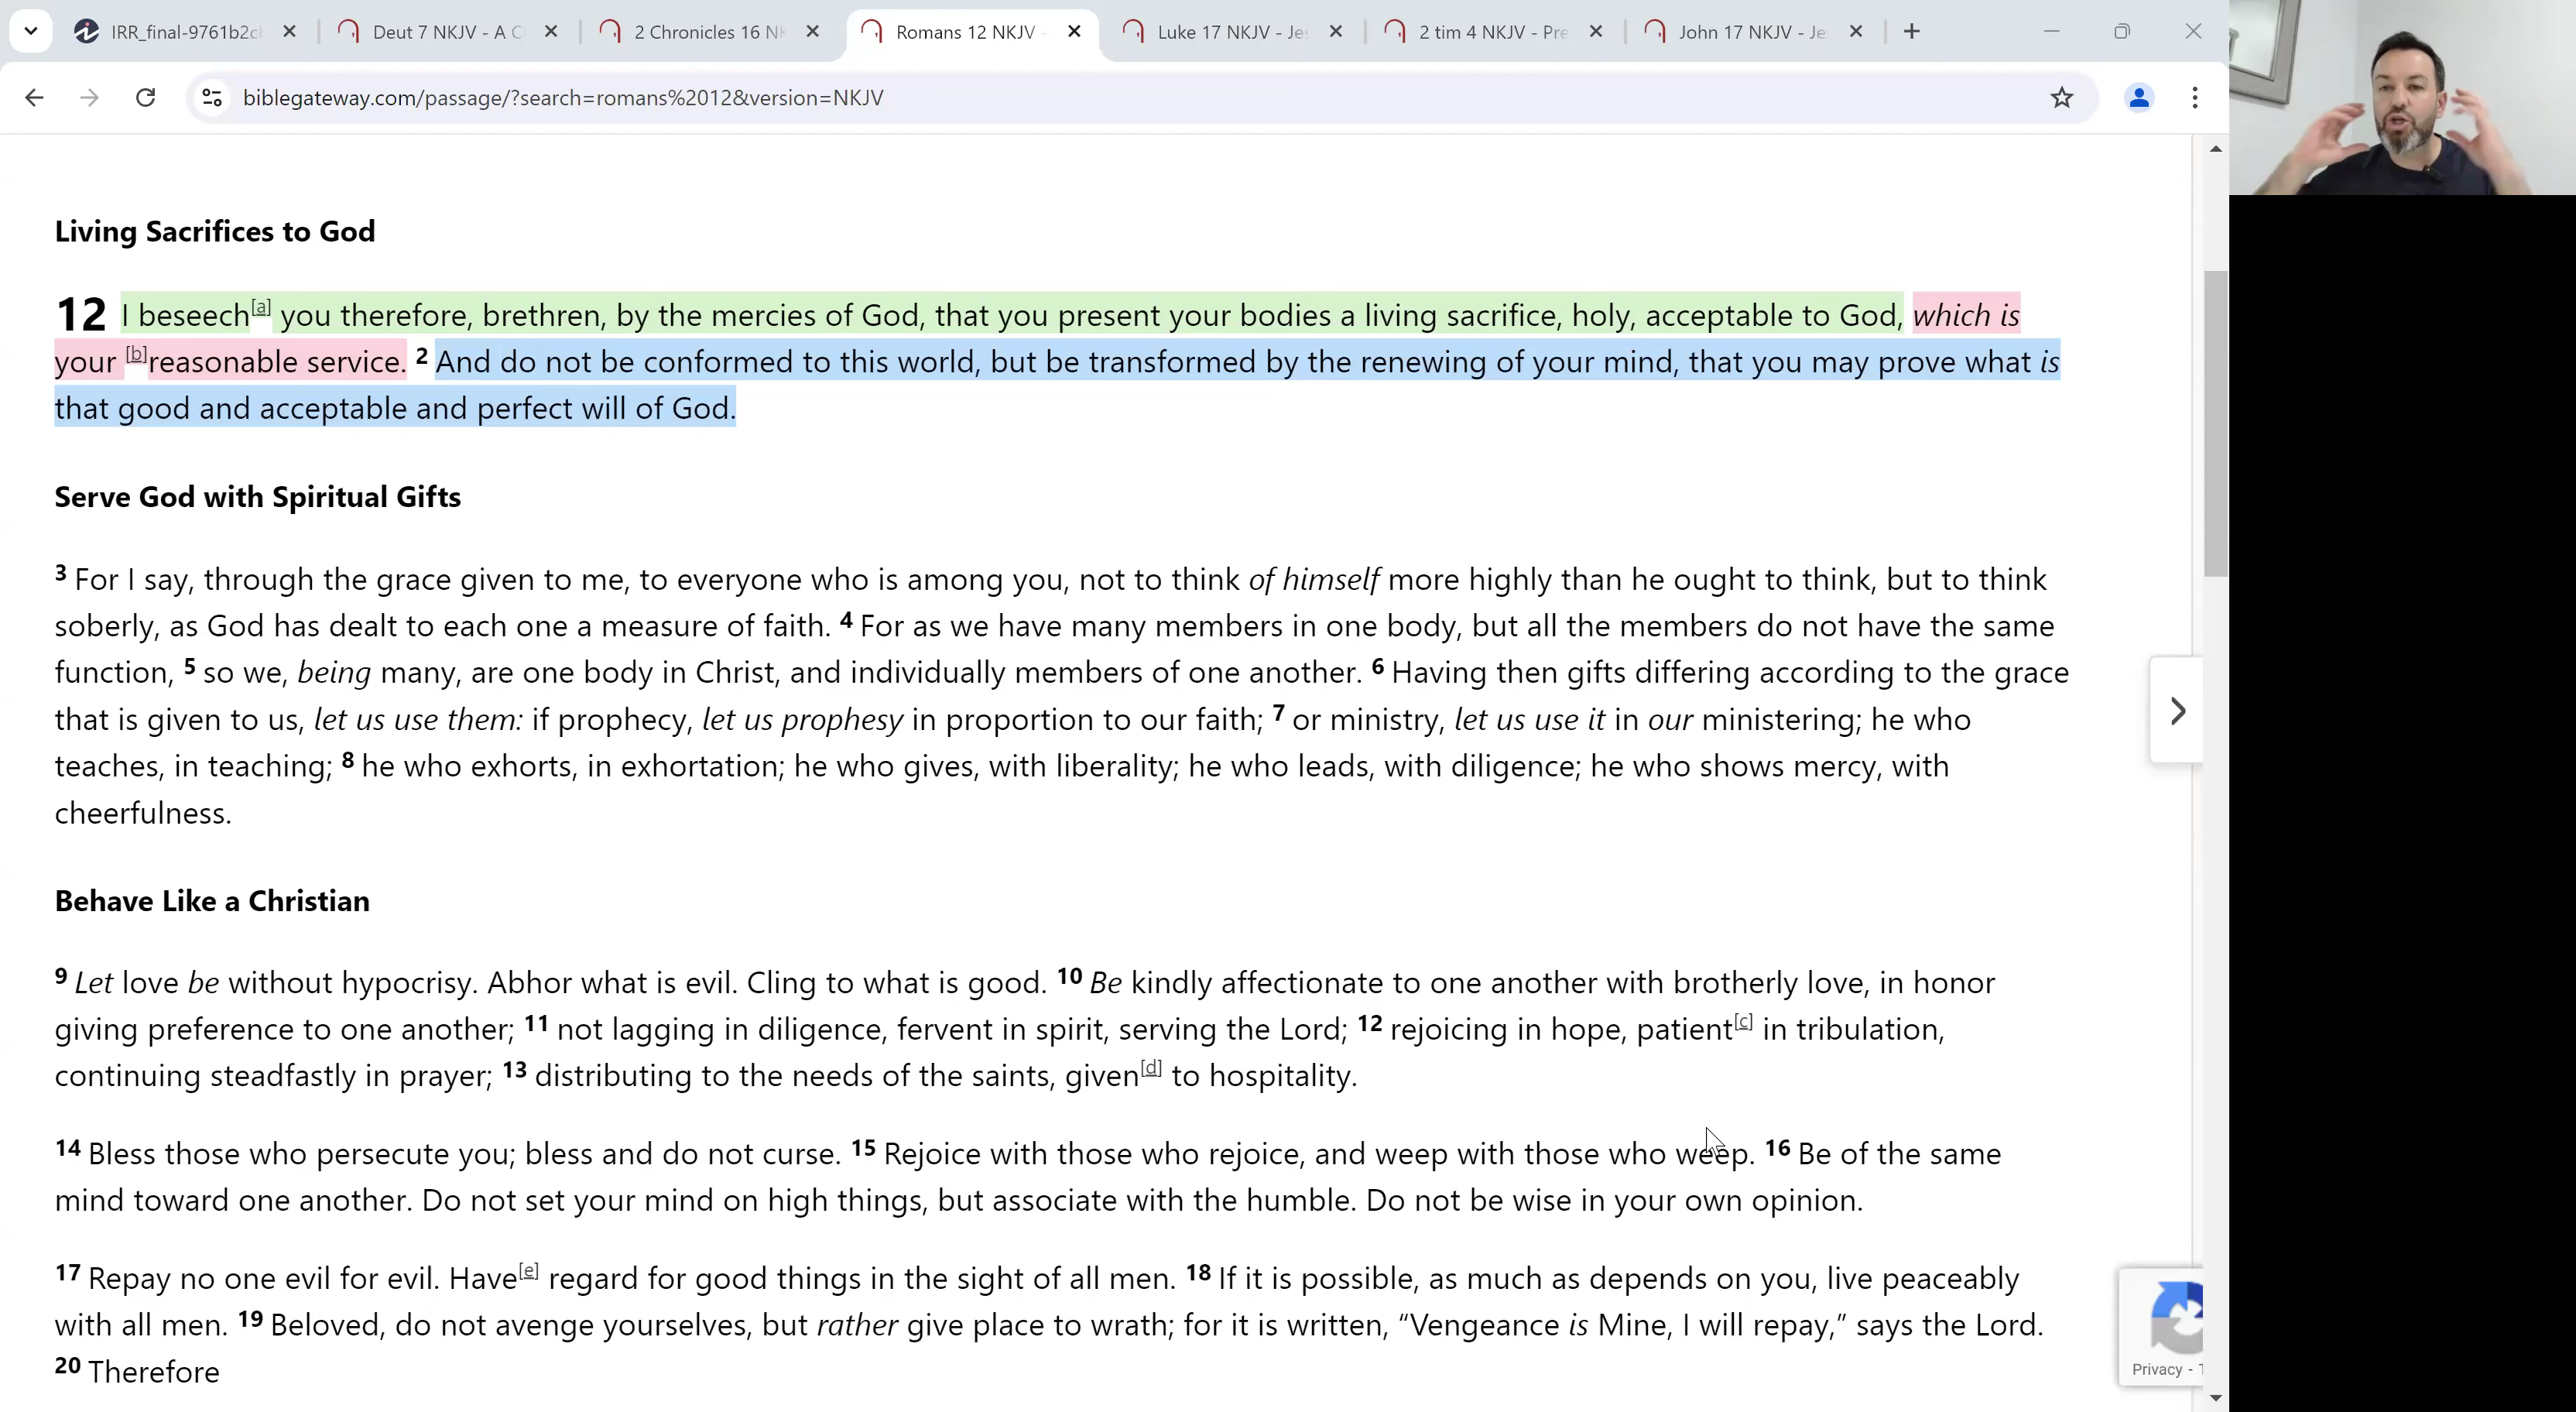 IRR_final-9761b2c
Deut 7 NKJV - A C
2 Chronicles 16 NK
Romans 12 NKJV -
Luke 17 NKJV - Jes
2 tim 4 NKJV - Pre
John 17 NKJV - Je
biblegateway.com/passage/?search=romans%2012&version=NKJV
Living Sacrifices to God
12 I beseech[a] you therefore, brethren, by the mercies of God, that you present your bodies a living sacrifice, holy, acceptable to God, which is
your [b]reasonable service. 2 And do not be conformed to this world, but be transformed by the renewing of your mind, that you may prove what is
that good and acceptable and perfect will of God.
Serve God with Spiritual Gifts
3 For I say, through the grace given to me, to everyone who is among you, not to think of himself more highly than he ought to think, but to think
soberly, as God has dealt to each one a measure of faith. 4 For as we have many members in one body, but all the members do not have the same
function, 5 so we, being many, are one body in Christ, and individually members of one another. 6 Having then gifts differing according to the grace
that is given to us, let us use them: if prophecy, let us prophesy in proportion to our faith; 7 or ministry, let us use it in our ministering; he who
teaches, in teaching; 8 he who exhorts, in exhortation; he who gives, with liberality; he who leads, with diligence; he who shows mercy, with
cheerfulness.
Behave Like a Christian
9 Let love be without hypocrisy. Abhor what is evil. Cling to what is good. 10 Be kindly affectionate to one another with brotherly love, in honor
giving preference to one another; 11 not lagging in diligence, fervent in spirit, serving the Lord; 12 rejoicing in hope, patient[c] in tribulation,
continuing steadfastly in prayer; 13 distributing to the needs of the saints, given[d] to hospitality.
14 Bless those who persecute you; bless and do not curse. 15 Rejoice with those who rejoice, and weep with those who weep. 16 Be of the same
mind toward one another. Do not set your mind on high things, but associate with the humble. Do not be wise in your own opinion.
17 Repay no one evil for evil. Have[e] regard for good things in the sight of all men. 18 If it is possible, as much as depends on you, live peaceably
with all men. 19 Beloved, do not avenge yourselves, but rather give place to wrath; for it is written, “Vengeance is Mine, I will repay,” says the Lord.
20 Therefore
Privacy -